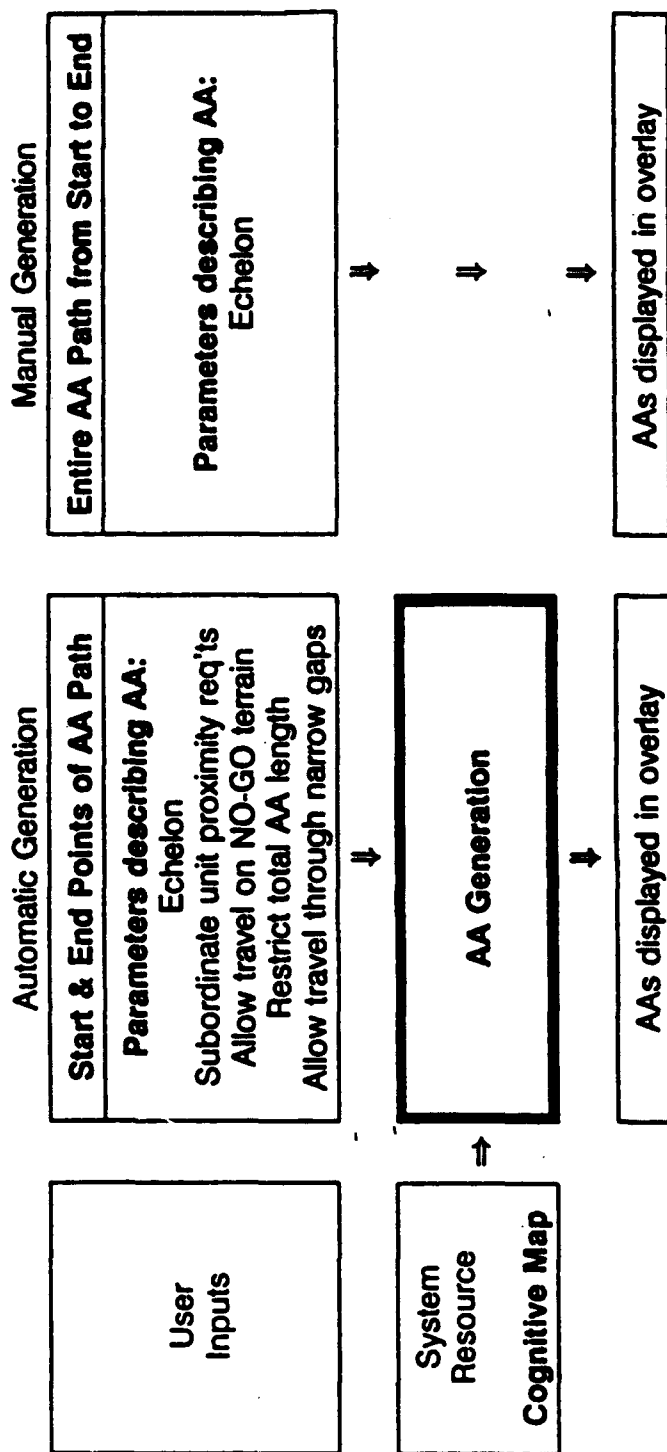 Automatic Generation
Manual Generation
User
Inputs
Start & End Points of AA Path
Parameters describing AA:
Echelon
Subordinate unit proximity req'ts
Allow travel on NO-GO terrain
Restrict total AA length
Allow travel through narrow gaps
Entire AA Path from Start to End
Parameters describing AA:
Echelon
System
Resource
Cognitive Map
AA Generation
AAs displayed in overlay
AAs displayed in overlay